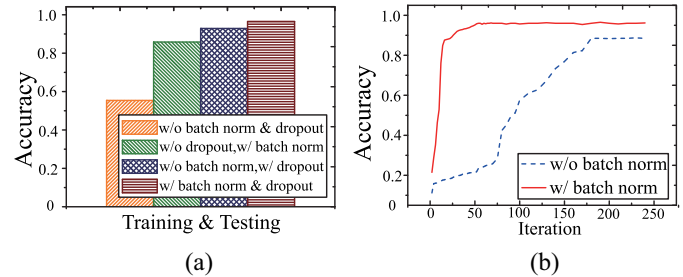 1.0
0.8
0.6
0.4
0.2
0
Accuracy
w/o batch norm & dropout
w/o dropout,w/ batch norm
w/o batch norm,w/ dropout
w/ batch norm & dropout
Training & Testing
(a)
1.0
0.8
0.6
0.4
0.2
0
Accuracy
w/o batch norm
w/ batch norm
0 50 100 150 200 250
Iteration
(b)